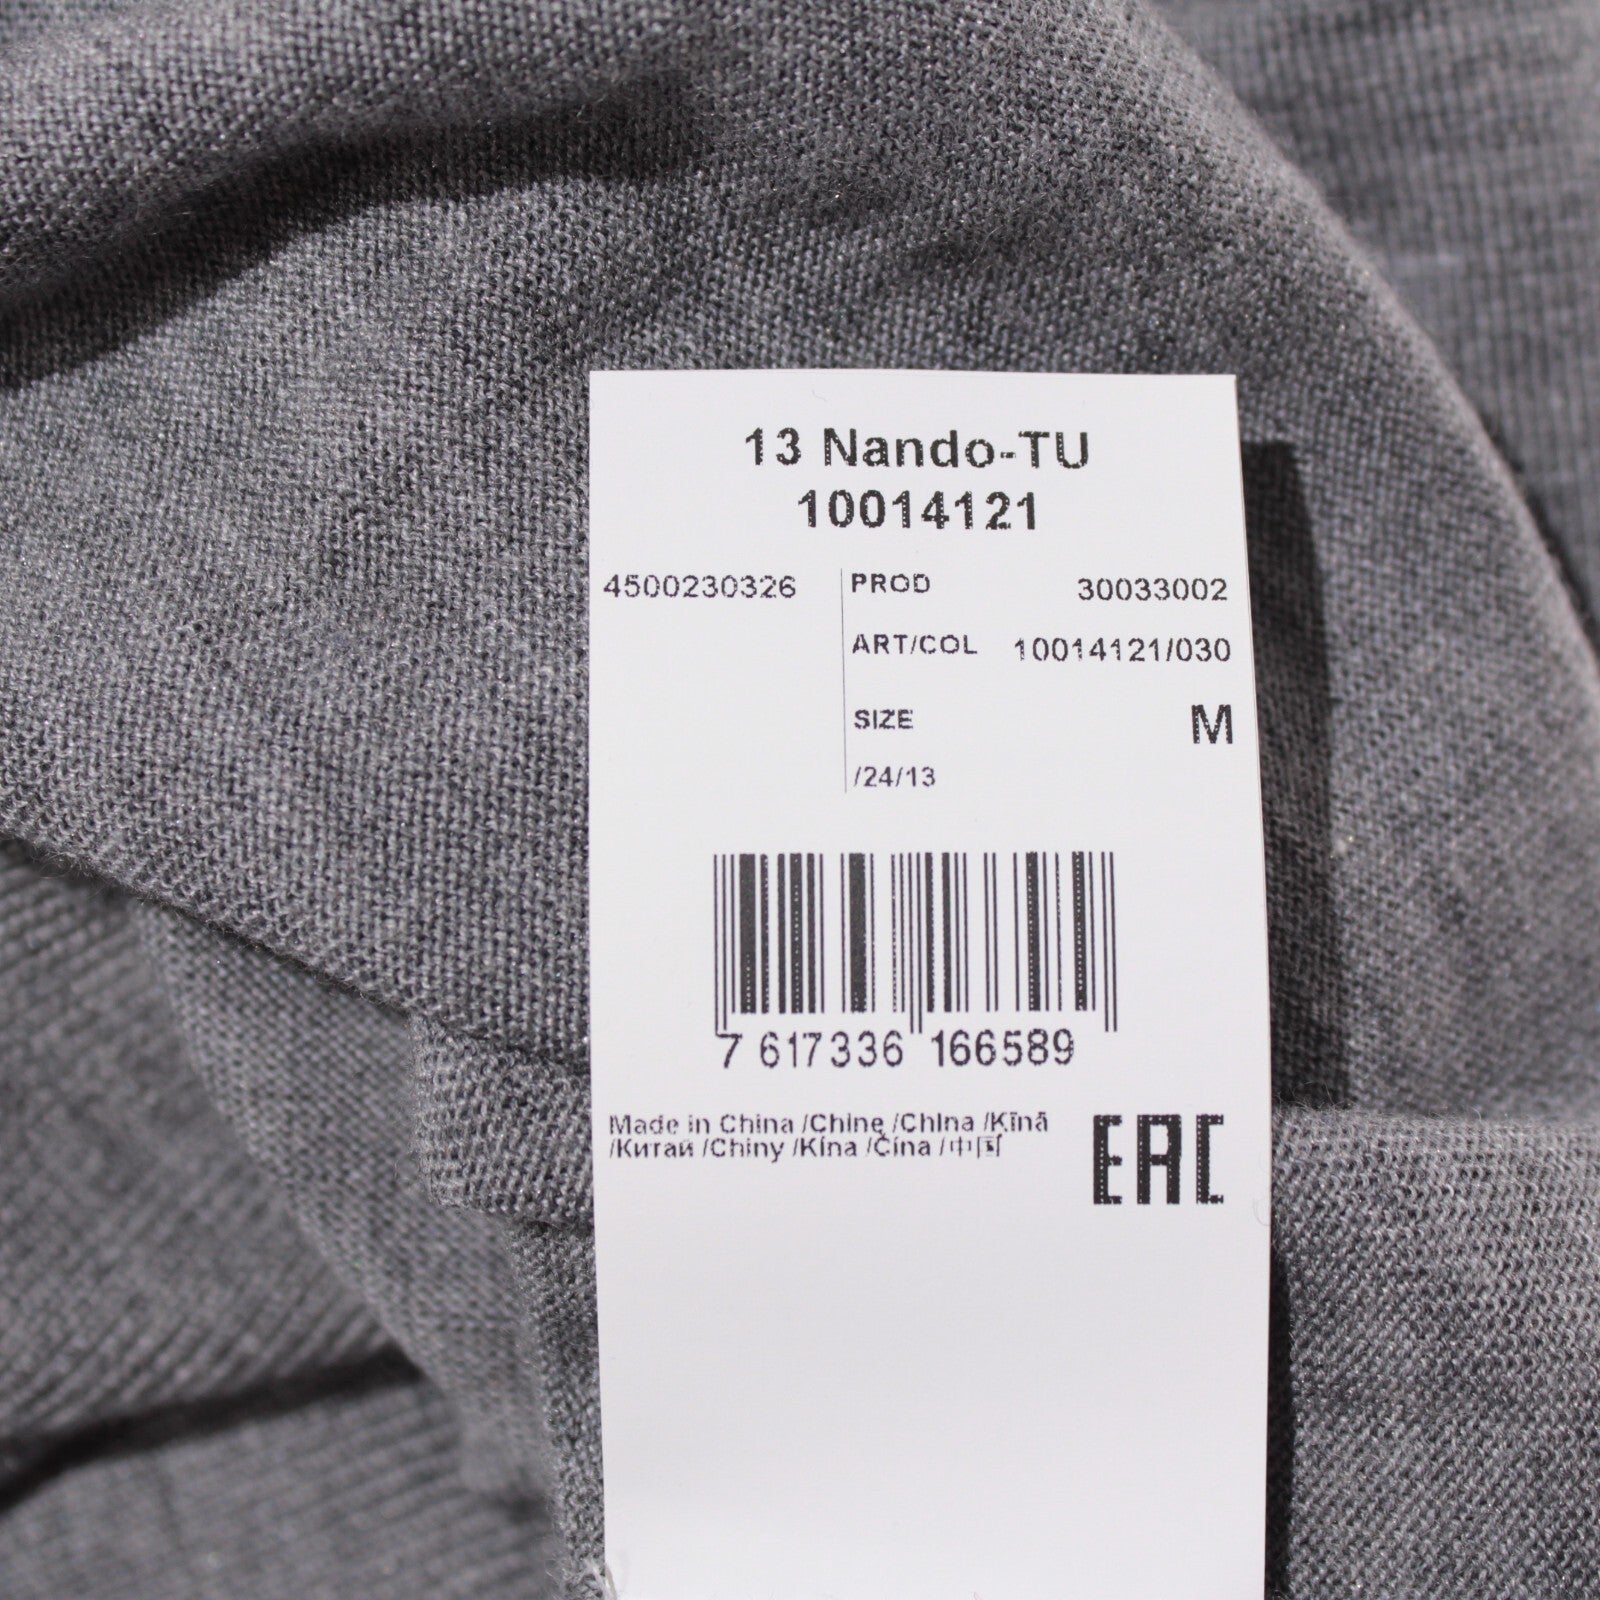 13 Nando-TU
10014121
4500230326
PROD 30033002
ART/COL 10014121/030
SIZE M
/24/13
7 617336 166589
Made in China /Chine /China /Kīnā
/Китай /Chiny /Kína /Čína /中国
EAC